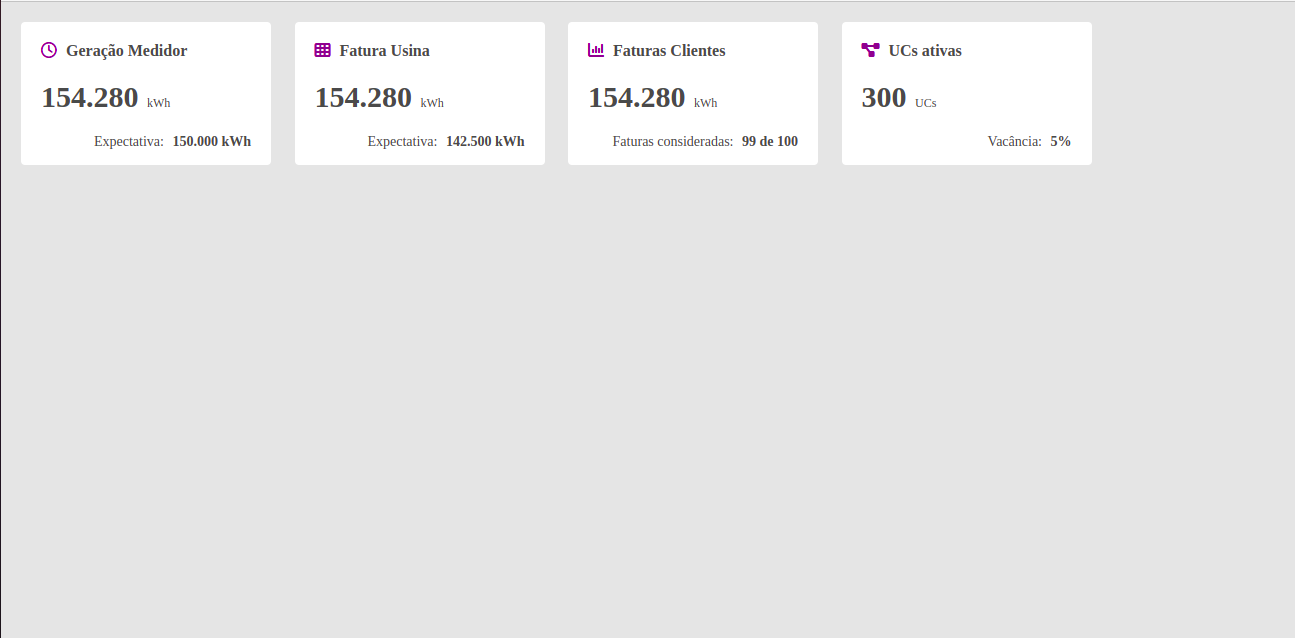 Geração Medidor
154.280 kWh
Expectativa: 150.000 kWh
Fatura Usina
154.280 kWh
Expectativa: 142.500 kWh
Faturas Clientes
154.280 kWh
Faturas consideradas: 99 de 100
UCs ativas
300 UCs
Vacância: 5%